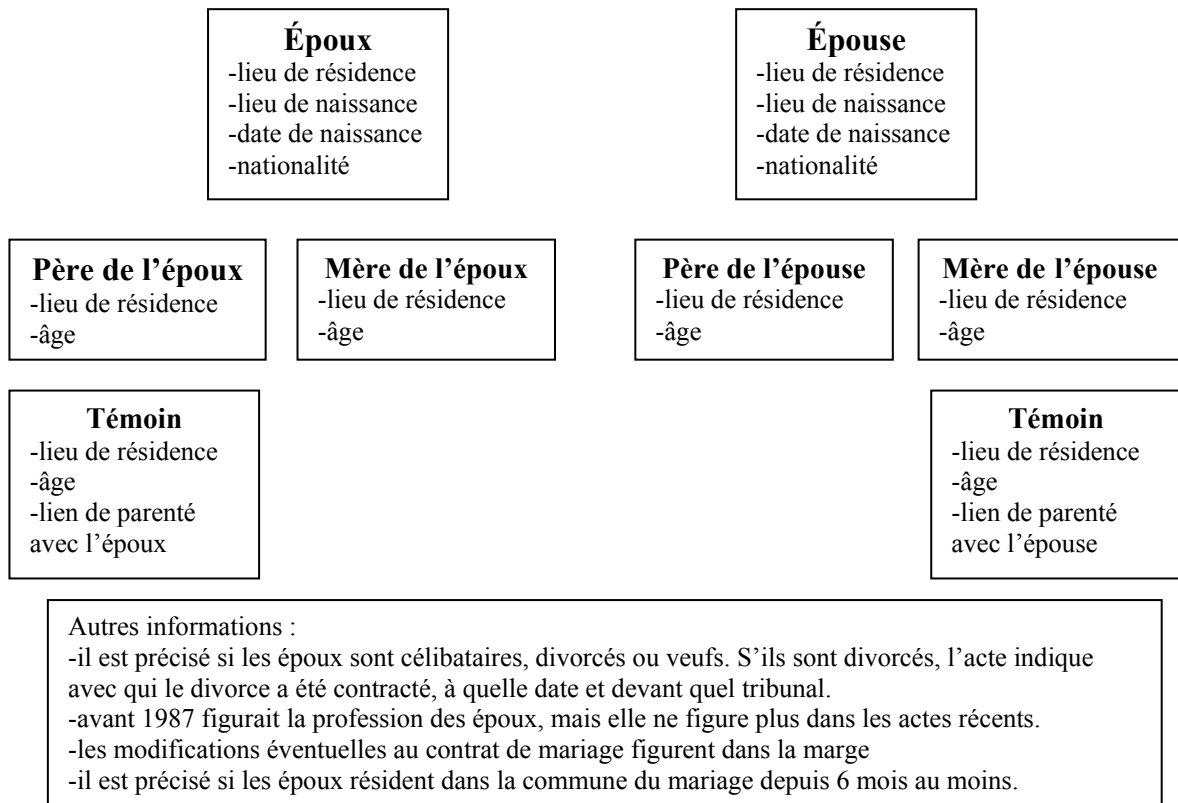 Époux
-lieu de résidence
-lieu de naissance
-date de naissance
-nationalité
Épouse
-lieu de résidence
-lieu de naissance
-date de naissance
-nationalité
Père de l’époux
-lieu de résidence
-âge
Mère de l’époux
-lieu de résidence
-âge
Père de l’épouse
-lieu de résidence
-âge
Mère de l’épouse
-lieu de résidence
-âge
Témoin
-lieu de résidence
-âge
-lien de parenté
avec l’époux
Témoin
-lieu de résidence
-âge
-lien de parenté
avec l’épouse
Autres informations :
-il est précisé si les époux sont célibataires, divorcés ou veufs. S’ils sont divorcés, l’acte indique
avec qui le divorce a été contracté, à quelle date et devant quel tribunal.
-avant 1987 figurait la profession des époux, mais elle ne figure plus dans les actes récents.
-les modifications éventuelles au contrat de mariage figurent dans la marge
-il est précisé si les époux résident dans la commune du mariage depuis 6 mois au moins.